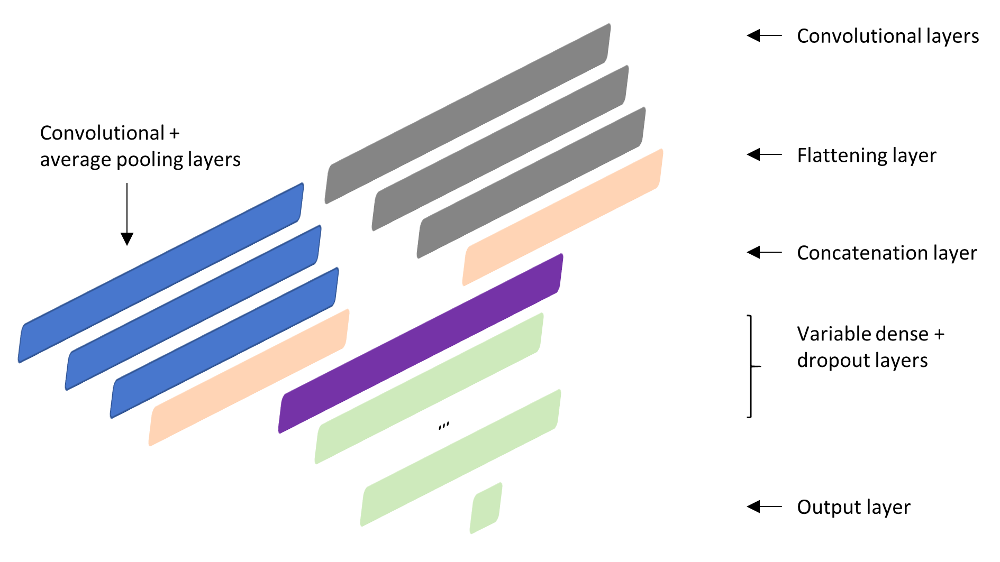 Convolutional layers
Convolutional +
average pooling layers
Flattening layer
Concatenation layer
Variable dense +
dropout layers
...
Output layer